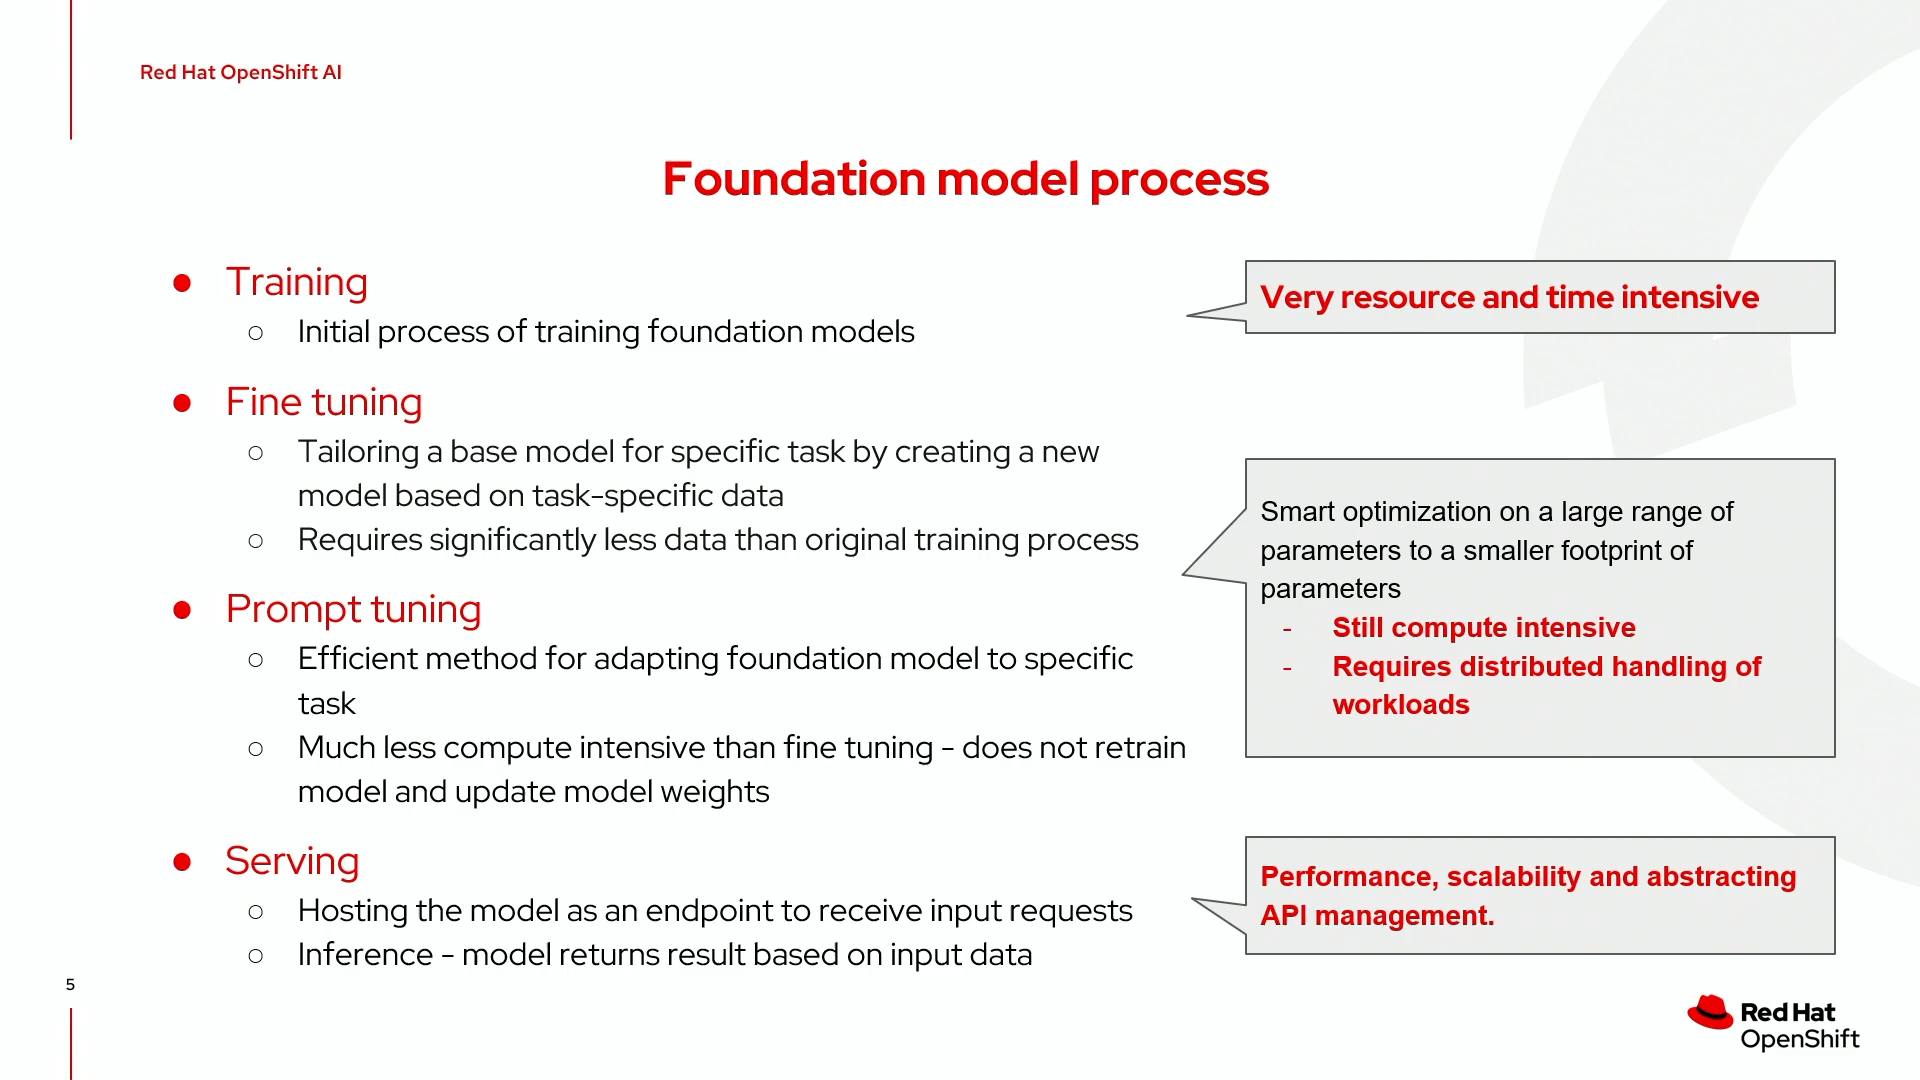 Red Hat OpenShift AI
Foundation model process
● Training
○ Initial process of training foundation models
Very resource and time intensive
● Fine tuning
○ Tailoring a base model for specific task by creating a new
model based on task-specific data
○ Requires significantly less data than original training process
Smart optimization on a large range of
parameters to a smaller footprint of
parameters
- Still compute intensive
- Requires distributed handling of
workloads
● Prompt tuning
○ Efficient method for adapting foundation model to specific
task
○ Much less compute intensive than fine tuning - does not retrain
model and update model weights
● Serving
○ Hosting the model as an endpoint to receive input requests
○ Inference - model returns result based on input data
Performance, scalability and abstracting
API management.
5
Red Hat
OpenShift